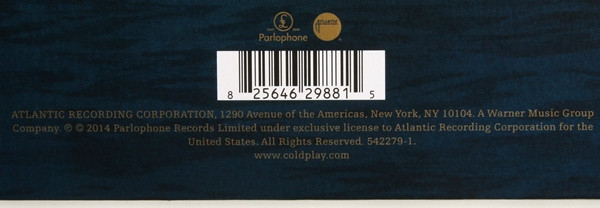 Parlophone
ATLANTIC
8 25646 29881 5
ATLANTIC RECORDING CORPORATION, 1290 Avenue of the Americas, New York, NY 10104. A Warner Music Group
Company. ℗ © 2014 Parlophone Records Limited under exclusive license to Atlantic Recording Corporation for the
United States. All Rights Reserved. 542279-1.
www.coldplay.com